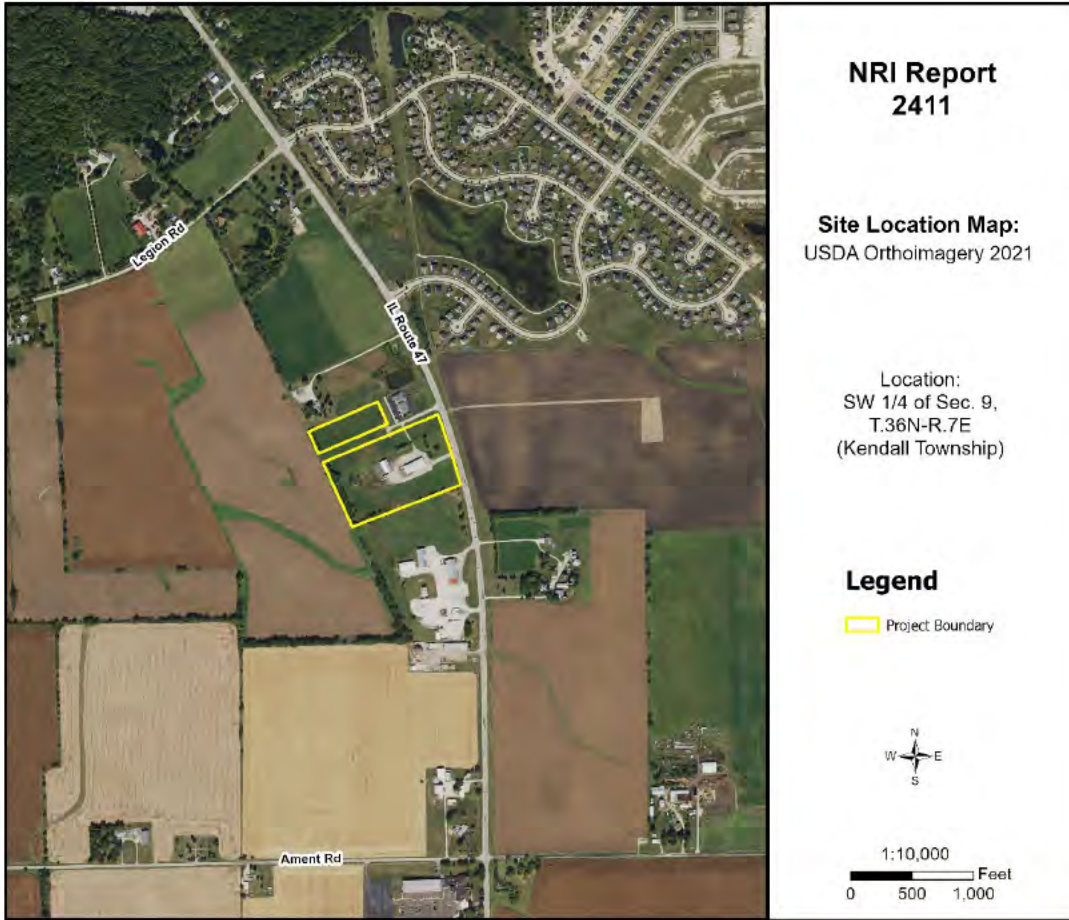 NRI Report
2411
Site Location Map:
USDA Orthoimagery 2021
Location:
SW 1/4 of Sec. 9,
T.36N-R.7E
(Kendall Township)
Legend
Project Boundary
N
W E
S
1:10,000
Feet
0 500 1,000
Legion Rd
IL Route 47
Ament Rd